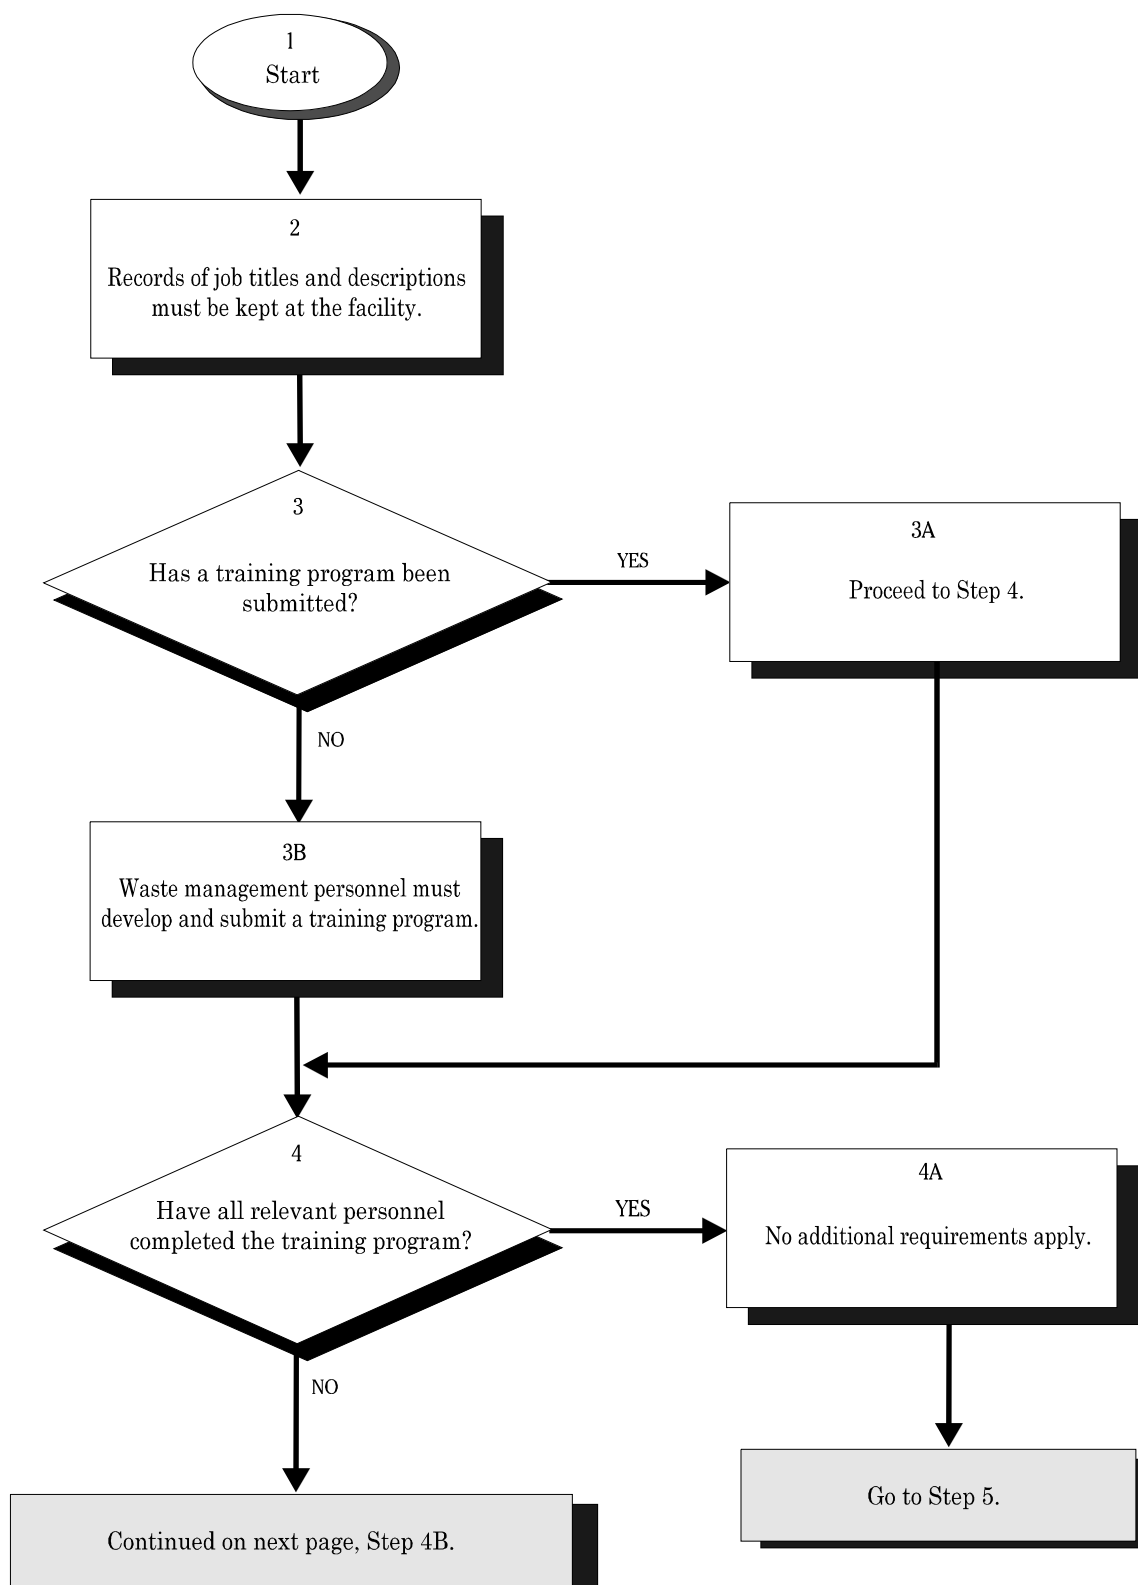 1
Start
2
Records of job titles and descriptions
must be kept at the facility.
3
Has a training program been
submitted?
YES
3A
Proceed to Step 4.
NO
3B
Waste management personnel must
develop and submit a training program.
4
Have all relevant personnel
completed the training program?
YES
4A
No additional requirements apply.
NO
Go to Step 5.
Continued on next page, Step 4B.